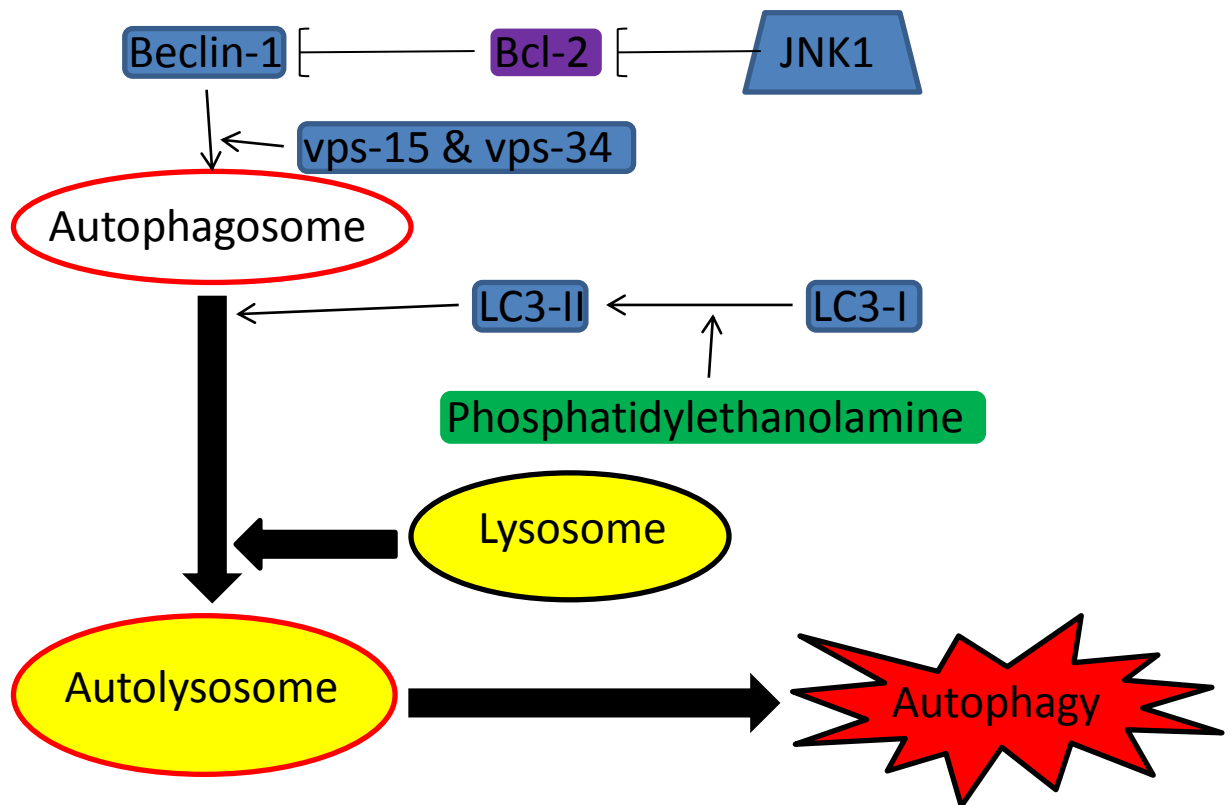 Beclin-1
Bcl-2
JNK1
vps-15 & vps-34
Autophagosome
LC3-II
LC3-I
Phosphatidylethanolamine
Lysosome
Autolysosome
Autophagy